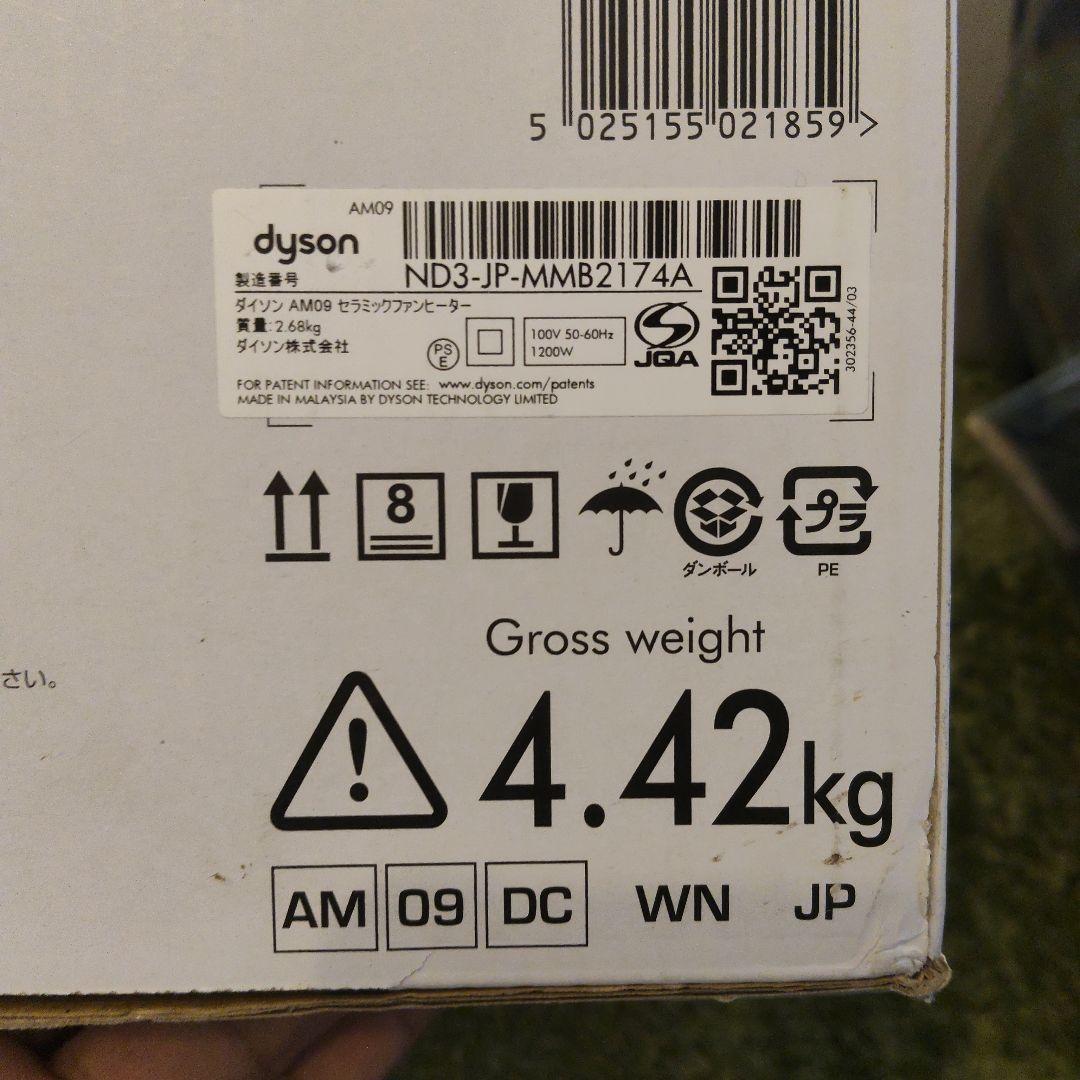 5 025155 021859 >
AM09
dyson
製造番号 ND3-JP-MMB2174A
ダイソン AM09 セラミックファンヒーター
質量:2.68kg
ダイソン株式会社
PS
E
100V 50-60Hz
1200W
JQA
302356-44/03
FOR PATENT INFORMATION SEE: www.dyson.com/patents
MADE IN MALAYSIA BY DYSON TECHNOLOGY LIMITED
8
プラ
ダンボール PE
Gross weight
さい。
4.42kg
AM 09 DC WN JP